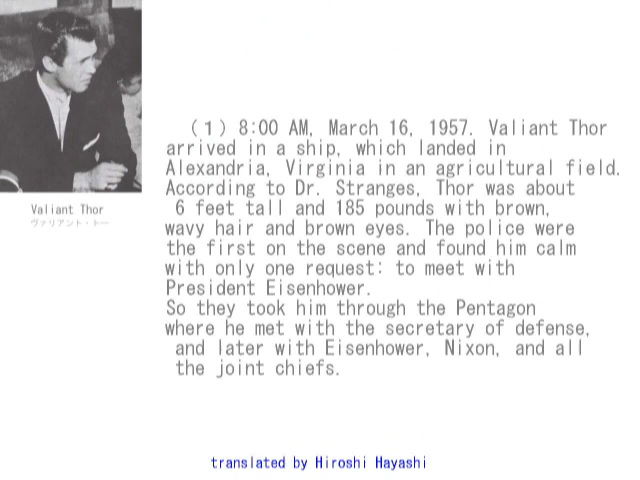 (1) 8:00 AM, March 16, 1957. Valiant Thor
arrived in a ship, which landed in
Alexandria, Virginia in an agricultural field.
According to Dr. Stranges, Thor was about
6 feet tall and 185 pounds with brown,
wavy hair and brown eyes. The police were
the first on the scene and found him calm
with only one request: to meet with
President Eisenhower.
So they took him through the Pentagon
where he met with the secretary of defense,
and later with Eisenhower, Nixon, and all
the joint chiefs.
Valiant Thor
ヴァリアント・トー
translated by Hiroshi Hayashi